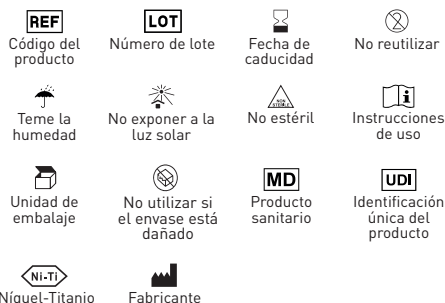 REF
LOT
Código del
producto
Número de lote
Fecha de
caducidad
No reutilizar
NON
STERILE
Teme la
humedad
No exponer a la
luz solar
No estéril
Instrucciones
de uso
MD
UDI
Unidad de
embalaje
No utilizar si
el envase está
dañado
Producto
sanitario
Identificación
única del
producto
Ni-Ti
Níquel-Titanio
Fabricante